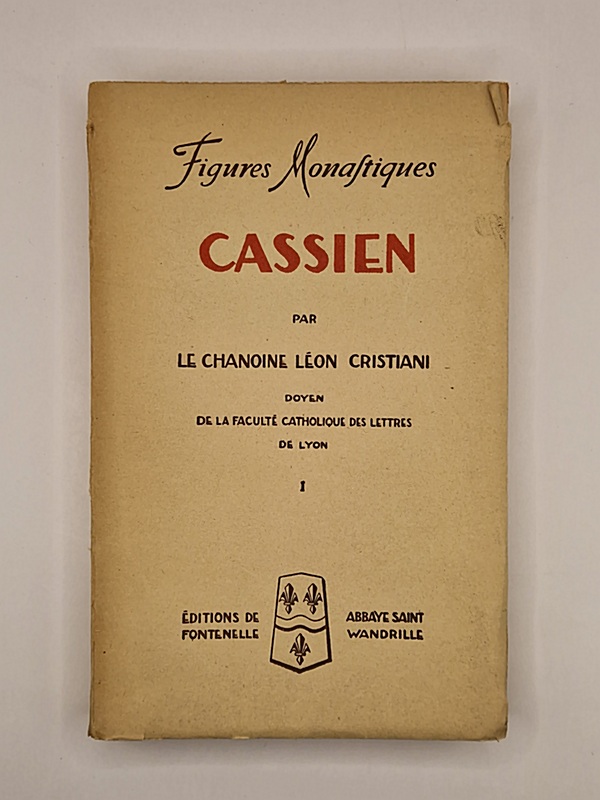 Figures Monaſtiques
CASSIEN
PAR
LE CHANOINE LÉON CRISTIANI
DOYEN
DE LA FACULTÉ CATHOLIQUE DES LETTRES
DE LYON
I
ÉDITIONS DE
FONTENELLE
ABBAYE SAINT
WANDRILLE